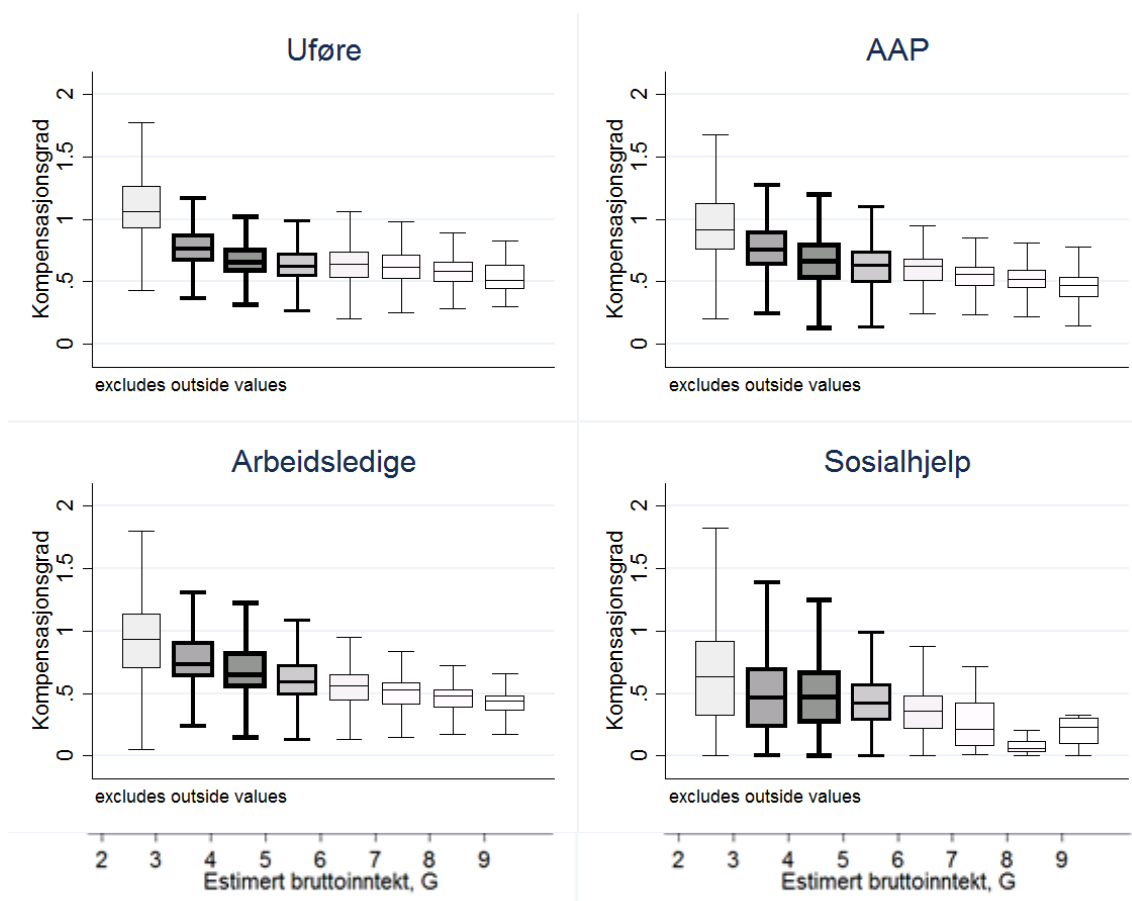 Uføre
Kompensasjonsgrad
2
1.5
1
.5
0
excludes outside values
AAP
Kompensasjonsgrad
2
1.5
1
.5
0
excludes outside values
Arbeidsledige
Kompensasjonsgrad
2
1.5
1
.5
0
excludes outside values
Sosialhjelp
Kompensasjonsgrad
2
1.5
1
.5
0
excludes outside values
2 3 4 5 6 7 8 9
Estimert bruttoinntekt, G
2 3 4 5 6 7 8 9
Estimert bruttoinntekt, G